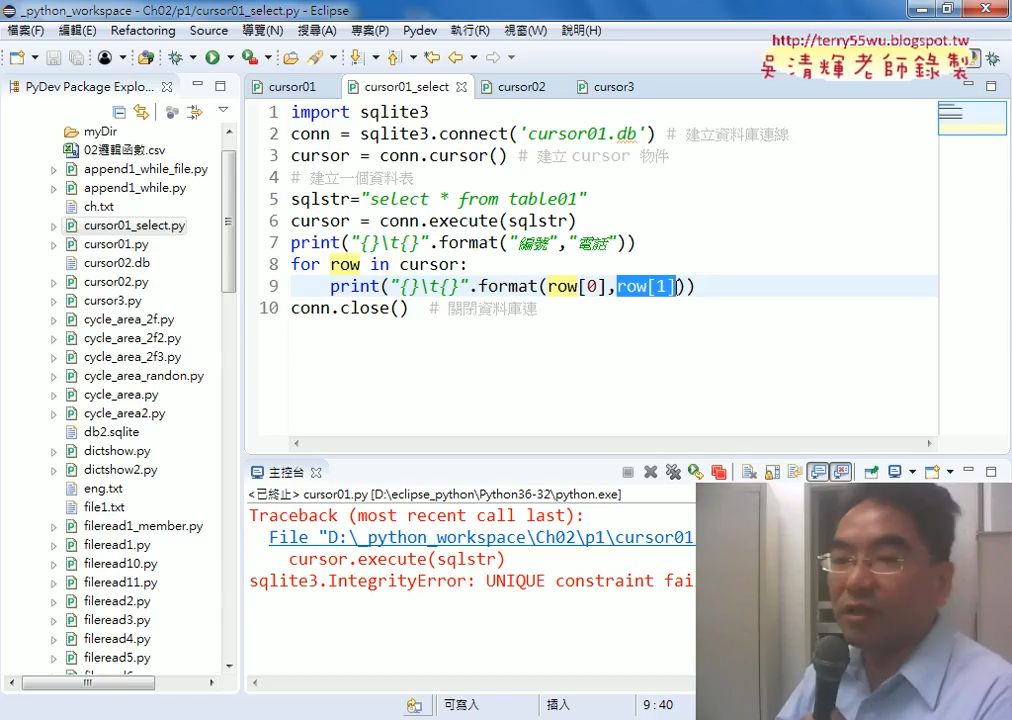 _python_workspace - Ch02/p1/cursor01_select.py - Eclipse
檔案(F) 編輯(E) Refactoring Source 導覽(N) 搜尋(A) 專案(P) Pydev 執行(R) 視窗(W) 說明(H)
http://terry55wu.blogspot.tw
吳清輝老師錄製
PyDev Package Explo...
cursor01
cursor01_select
cursor02
cursor3
myDir
02邏輯函數.csv
append1_while_file.py
append1_while.py
ch.txt
cursor01_select.py
cursor01.py
cursor02.db
cursor02.py
cursor3.py
cycle_area_2f.py
cycle_area_2f2.py
cycle_area_2f3.py
cycle_area_randon.py
cycle_area.py
cycle_area2.py
db2.sqlite
dictshow.py
dictshow2.py
eng.txt
file1.txt
fileread1_member.py
fileread1.py
fileread10.py
fileread11.py
fileread2.py
fileread3.py
fileread4.py
fileread5.py
1 import sqlite3
2 conn = sqlite3.connect('cursor01.db') # 建立資料庫連線
3 cursor = conn.cursor() # 建立 cursor 物件
4 # 建立一個資料表
5 sqlstr="select * from table01"
6 cursor = conn.execute(sqlstr)
7 print("{}\t{}".format("編號","電話"))
8 for row in cursor:
9 print("{}\t{}".format(row[0],row[1]))
10 conn.close() # 關閉資料庫連
主控台
<已終止> cursor01.py [D:\eclipse_python\Python36-32\python.exe]
Traceback (most recent call last):
File "D:\_python_workspace\Ch02\p1\cursor01
cursor.execute(sqlstr)
sqlite3.IntegrityError: UNIQUE constraint fai
可寫入
插入
9:40